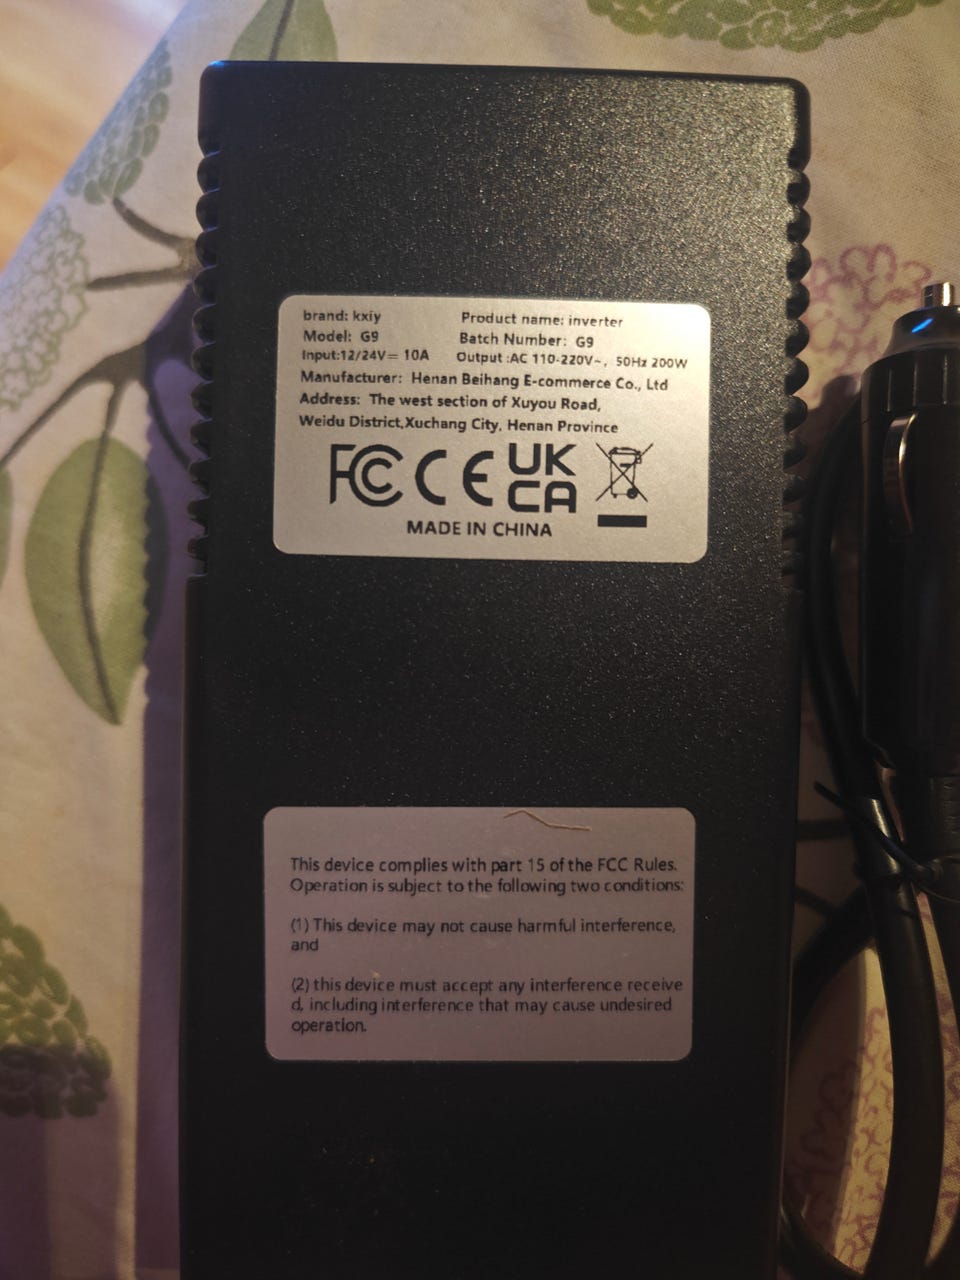 brand: kxiy Product name: inverter
Model: G9 Batch Number: G9
Input:12/24V⎓ 10A Output :AC 110-220V~, 50Hz 200W
Manufacturer: Henan Beihang E-commerce Co., Ltd
Address: The west section of Xuyou Road,
Weidu District,Xuchang City, Henan Province
FC CE UK
CA
MADE IN CHINA
This device complies with part 15 of the FCC Rules.
Operation is subject to the following two conditions:
(1) This device may not cause harmful interference,
and
(2) this device must accept any interference receive
d, including interference that may cause undesired
operation.